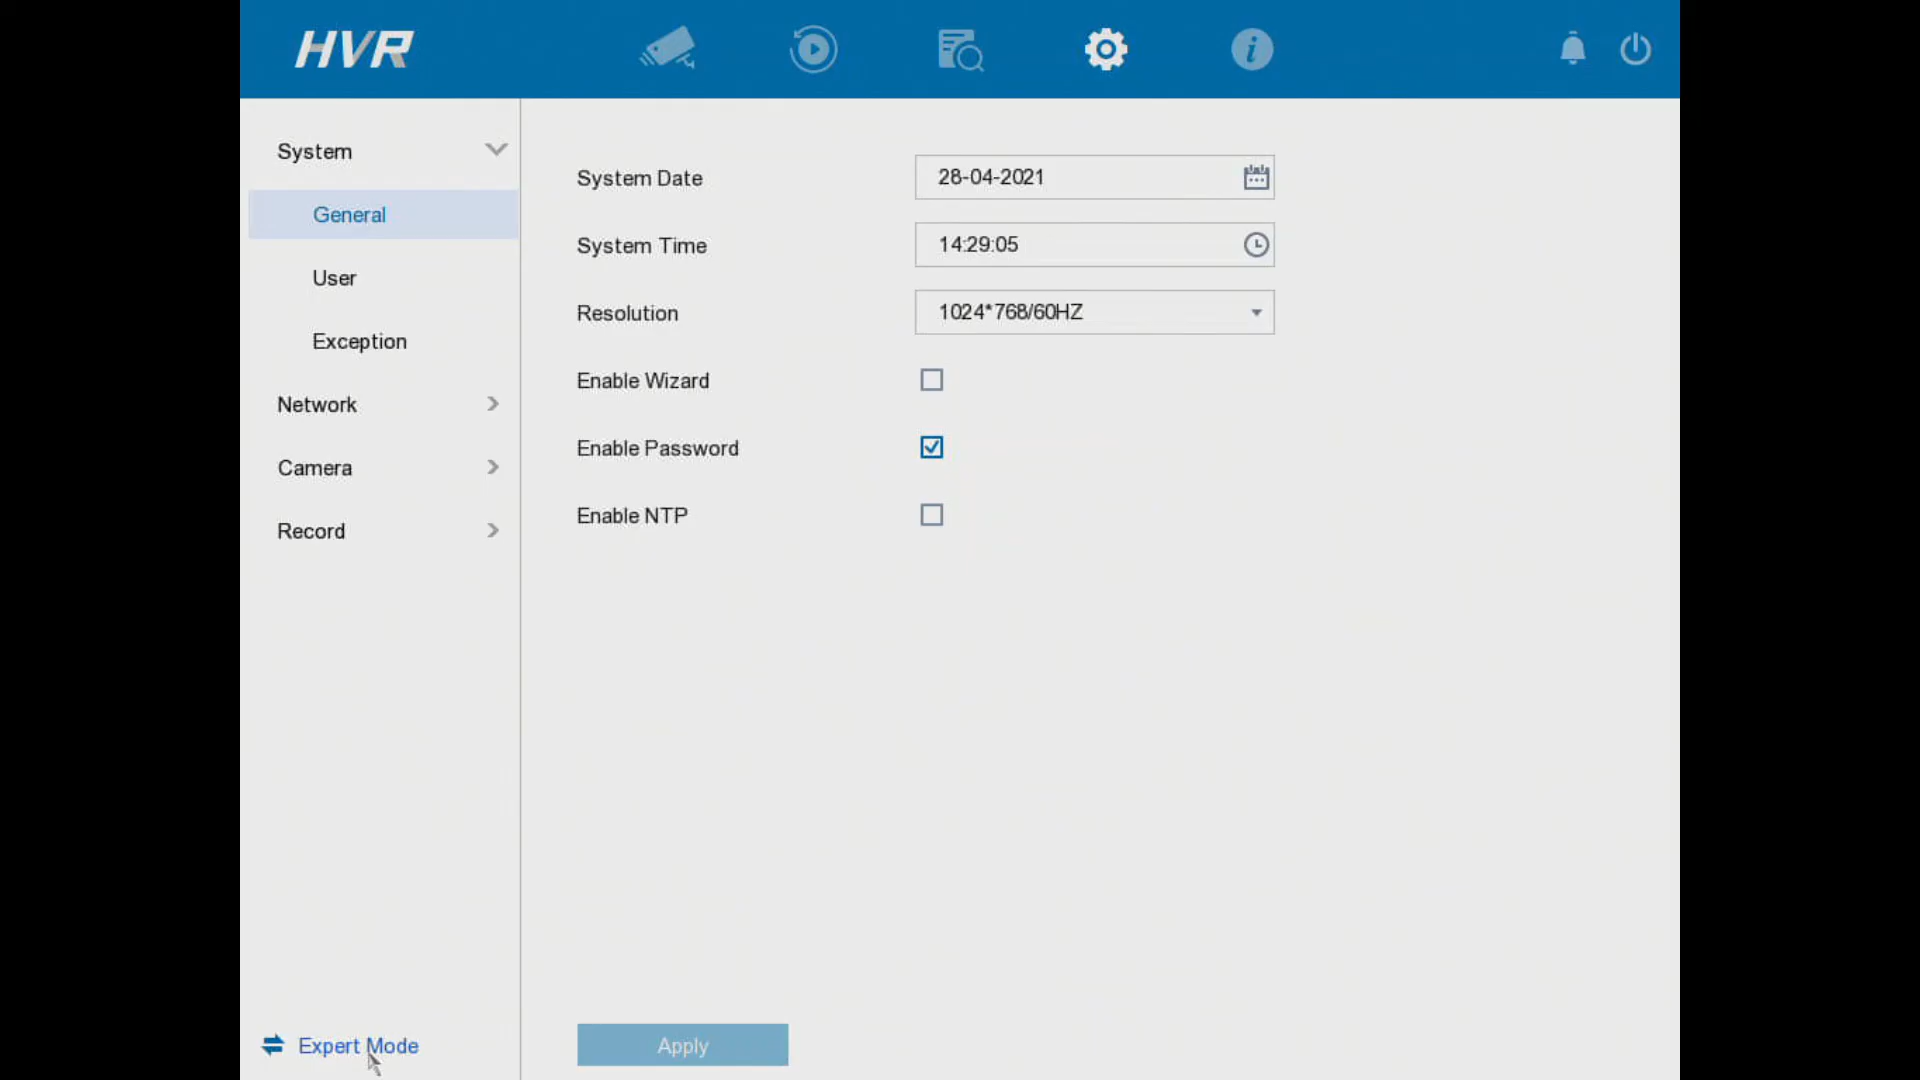 HVR
System
General
User
Exception
Network
Camera
Record
Expert Mode
System Date 28-04-2021
System Time 14:29:05
Resolution 1024*768/60HZ
Enable Wizard
Enable Password
Enable NTP
Apply